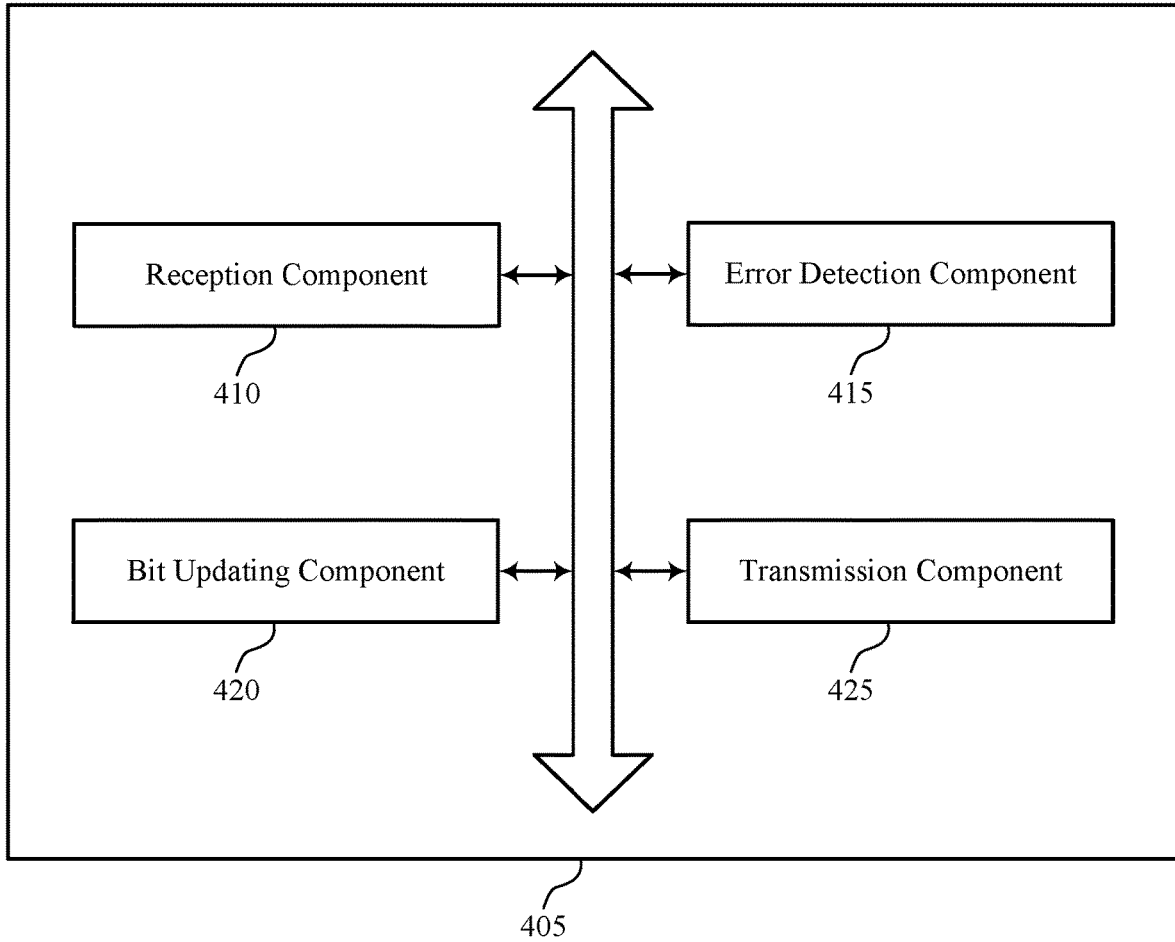 Reception Component
Error Detection Component
410
415
Bit Updating Component
Transmission Component
420
425
405